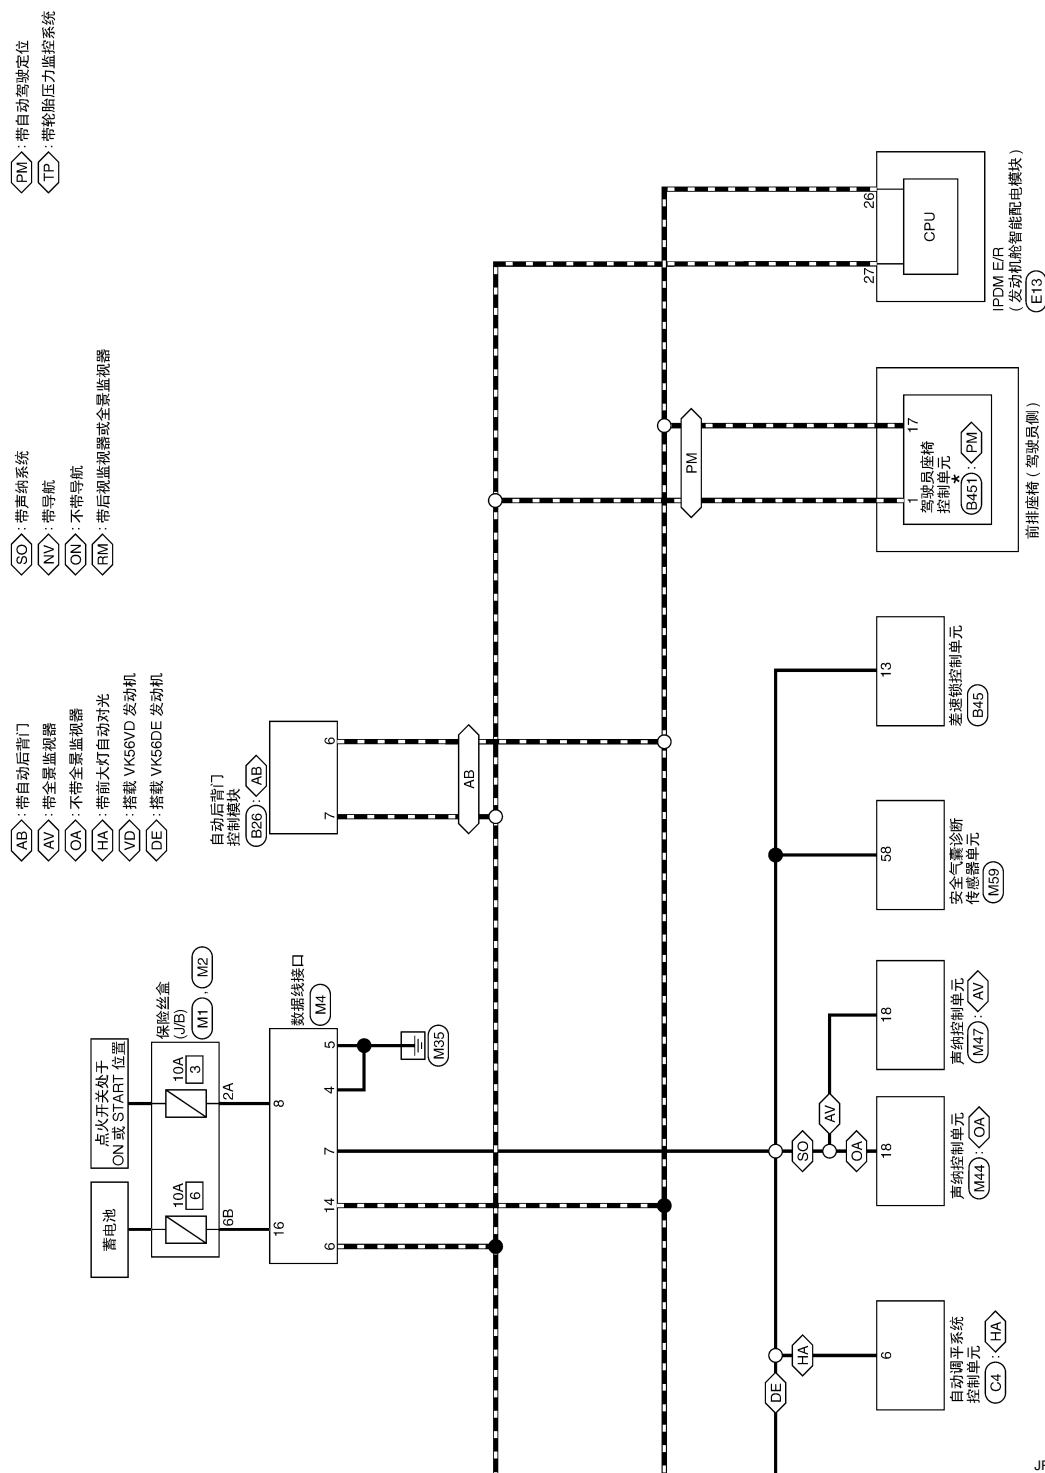 AB : 带自动后背门
AV : 带全景监视器
OA : 不带全景监视器
HA : 带前大灯自动对光
VD : 搭载 VK56VD 发动机
DE : 搭载 VK56DE 发动机
SO : 带声纳系统
NV : 带导航
ON : 不带导航
RM : 带后视监视器或全景监视器
PM : 带自动驾驶定位
TP : 带轮胎压力监控系统
蓄电池
点火开关处于
ON 或 START 位置
保险丝盒
(J/B)
M1 , M2
10A
6
10A
3
6B
2A
16
8
数据线接口
M4
6
14
7
4
5
M35
自动后背门
控制模块
B26 : AB
7
6
AB
PM
DE
HA
SO
OA
AV
6
自动调平系统
控制单元
C4 : HA
18
声纳控制单元
M44 : OA
18
声纳控制单元
M47 : AV
58
安全气囊诊断
传感器单元
M59
13
差速锁控制单元
B45
1
17
驾驶员座椅
控制单元
*
B451 : PM
前排座椅 ( 驾驶员侧 )
27
26
CPU
IPDM E/R
( 发动机舱智能配电模块 )
E13